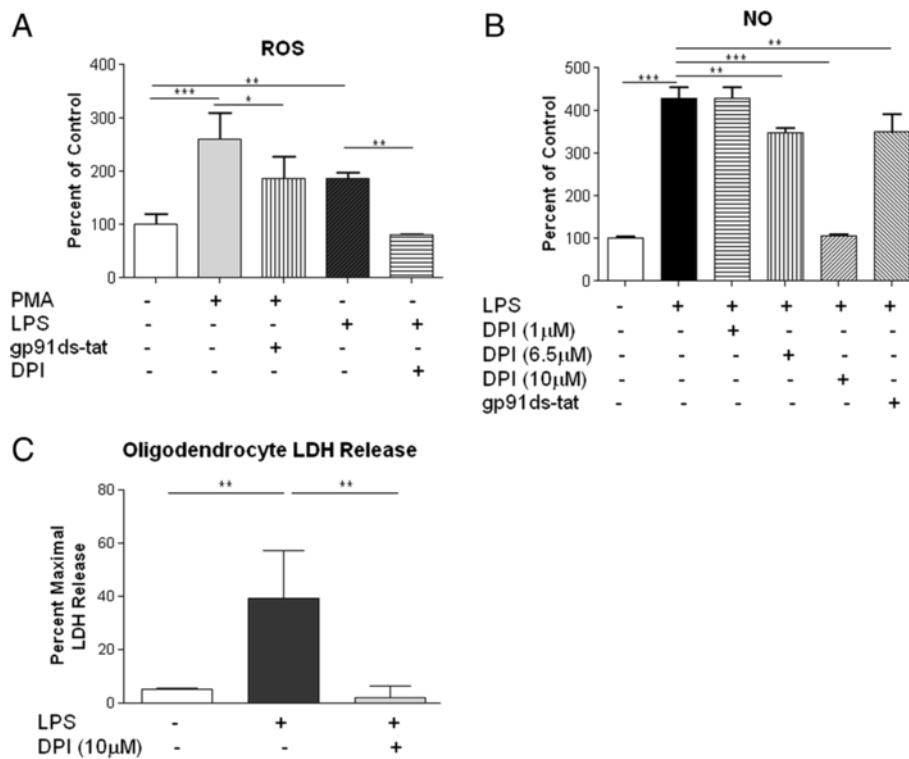 A
ROS
Percent of Control
400
300
200
100
0
***
**
*
**
PMA - + + - -
LPS - - - + +
gp91ds-tat - - + - -
DPI - - - - +
B
NO
Percent of Control
500
400
300
200
100
0
***
**
***
**
LPS - + + + + +
DPI (1µM) - - + - - -
DPI (6.5µM) - - - + - -
DPI (10µM) - - - - + -
gp91ds-tat - - - - - +
C
Oligodendrocyte LDH Release
Percent Maximal
LDH Release
80
60
40
20
0
**
**
LPS - + +
DPI (10µM) - - +